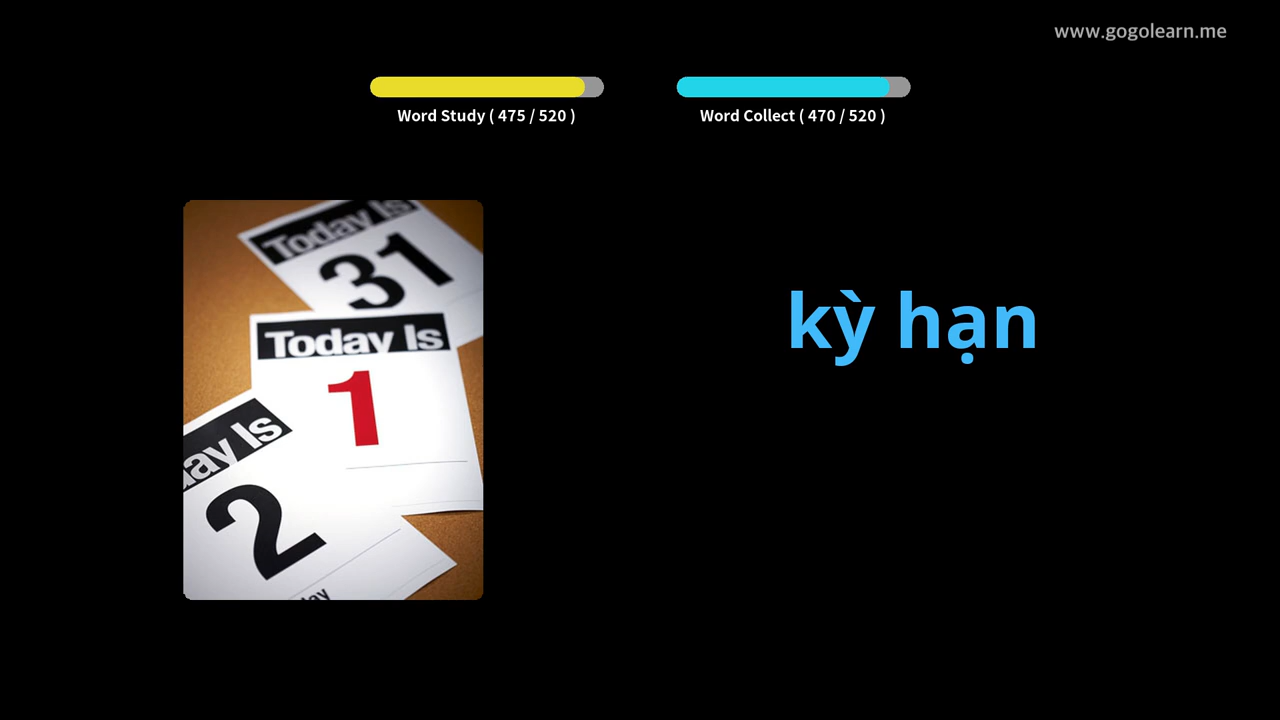 www.gogolearn.me
Word Study ( 475 / 520 )
Word Collect ( 470 / 520 )
Today Is
31
Today Is
1
kỳ hạn
ay Is
2